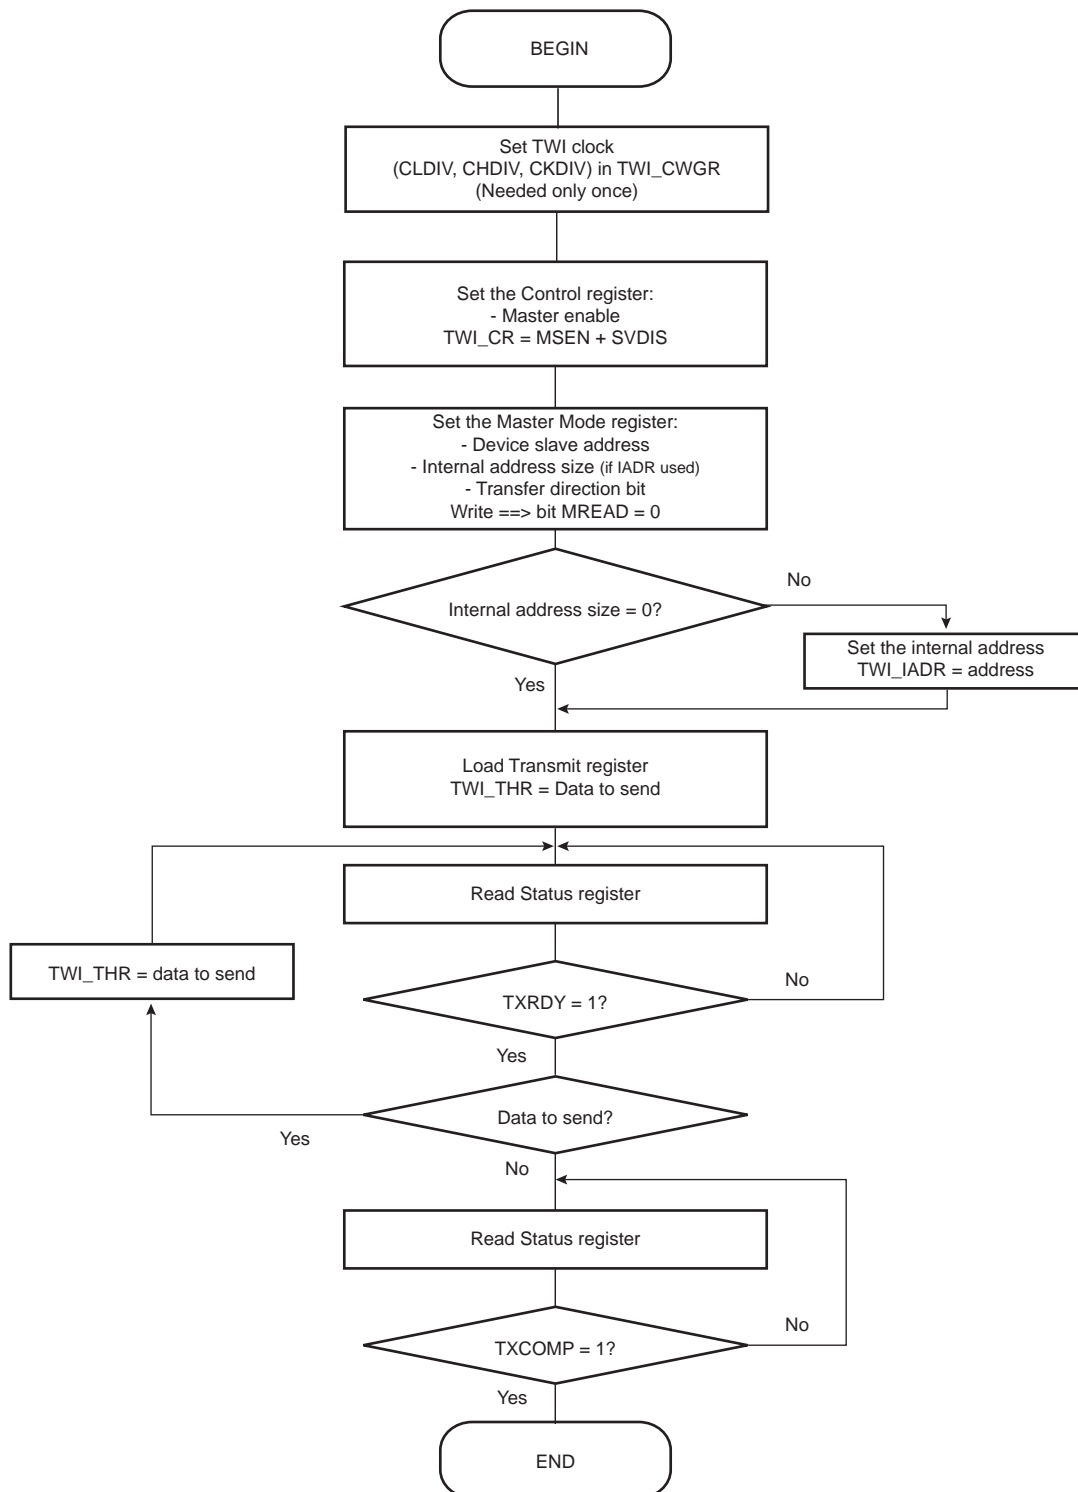 BEGIN
Set TWI clock
(CLDIV, CHDIV, CKDIV) in TWI_CWGR
(Needed only once)
Set the Control register:
- Master enable
TWI_CR = MSEN + SVDIS
Set the Master Mode register:
- Device slave address
- Internal address size (if IADR used)
- Transfer direction bit
Write ==> bit MREAD = 0
No
Internal address size = 0?
Set the internal address
TWI_IADR = address
Yes
Load Transmit register
TWI_THR = Data to send
Read Status register
TWI_THR = data to send
No
TXRDY = 1?
Yes
Data to send?
Yes
No
Read Status register
No
TXCOMP = 1?
Yes
END